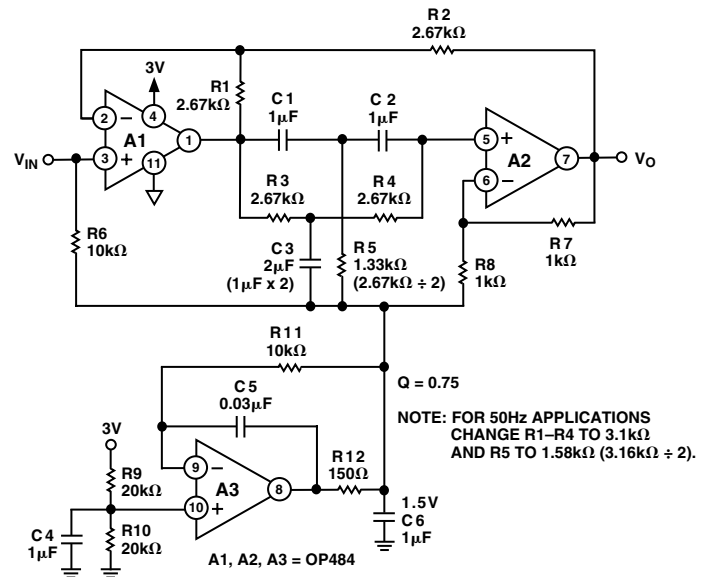 R2
2.67kΩ
3V
R1
2.67kΩ
C1
1µF
C2
1µF
2
−
4
A1
1
3
+
11
VIN
5
+
A2
7
6
−
VO
R3
2.67kΩ
R4
2.67kΩ
R6
10kΩ
C3
2µF
(1µF x 2)
R5
1.33kΩ
(2.67kΩ ÷ 2)
R8
1kΩ
R7
1kΩ
R11
10kΩ
C5
0.03µF
Q = 0.75
NOTE: FOR 50Hz APPLICATIONS
CHANGE R1–R4 TO 3.1kΩ
AND R5 TO 1.58kΩ (3.16kΩ ÷ 2).
3V
R9
20kΩ
9
−
A3
8
10
+
R12
150Ω
C4
1µF
R10
20kΩ
1.5V
C6
1µF
A1, A2, A3 = OP484